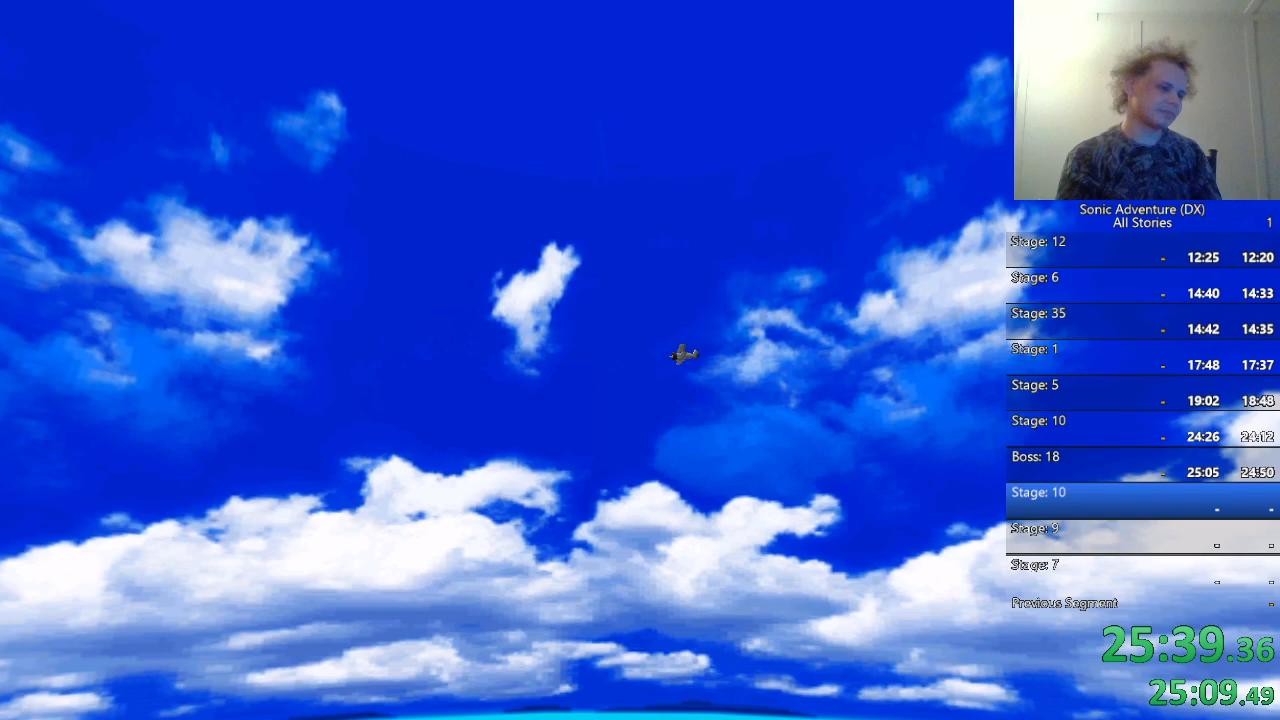 Sonic Adventure (DX)
All Stories 1
Stage: 12
- 12:25 12:20
Stage: 6
- 14:40 14:33
Stage: 35
- 14:42 14:35
Stage: 1
- 17:48 17:37
Stage: 5
- 19:02 18:43
Stage: 10
- 24:26 24:12
Boss: 18
- 25:05 24:50
Stage: 10
- -
Stage: 9
- -
Stage: 7
- -
Previous Segment -
25:39.36
25:09.49